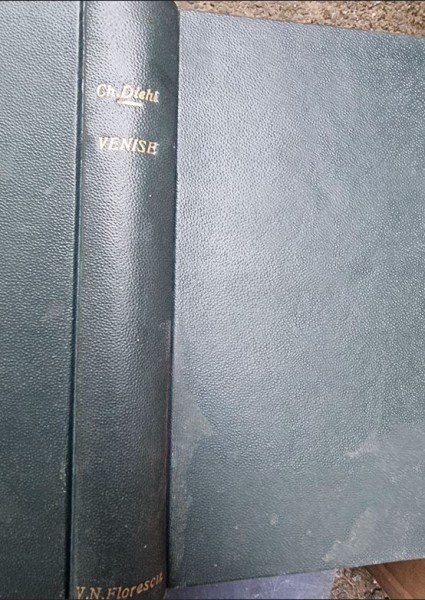 Ch. Diehl
VENISE
V.N. Florescu